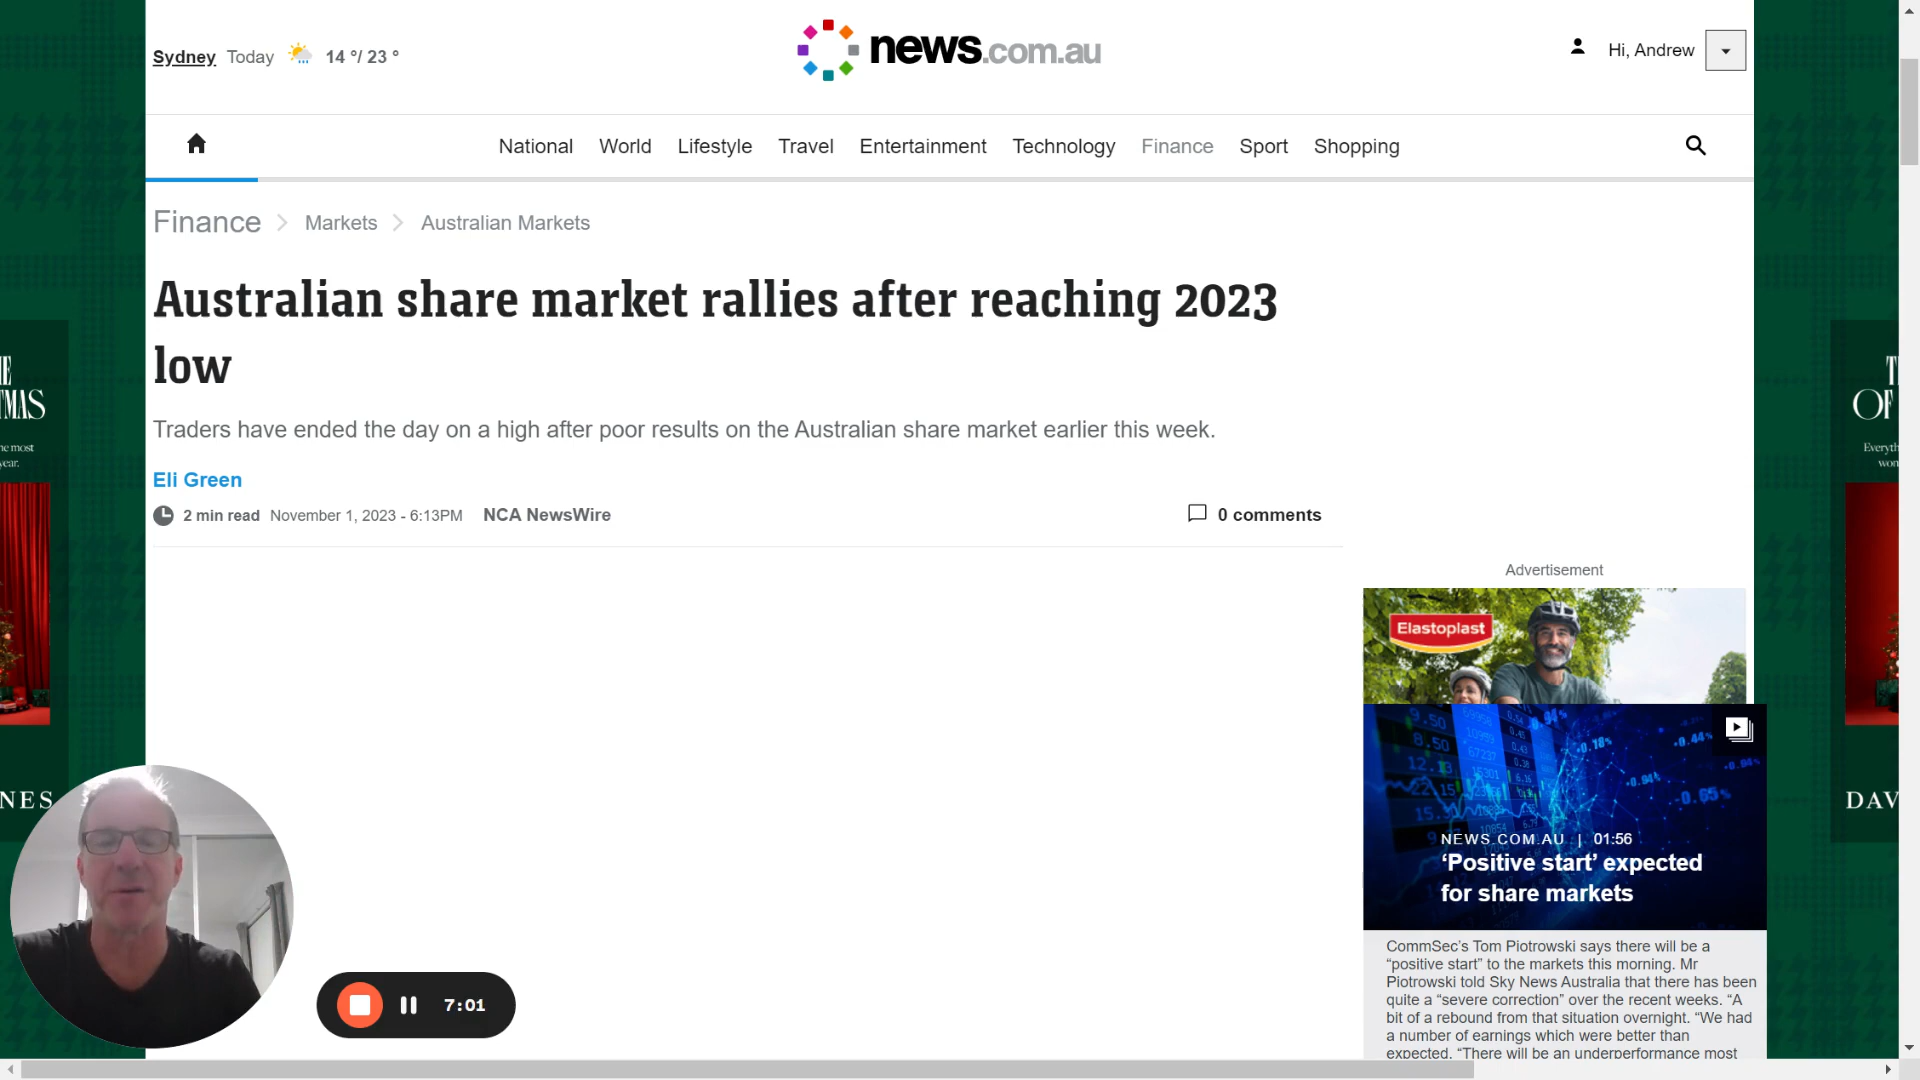 Sydney Today 14 °/ 23 °
news.com.au
Hi, Andrew
National World Lifestyle Travel Entertainment Technology Finance Sport Shopping
Finance Markets Australian Markets
Australian share market rallies after reaching 2023
low
Traders have ended the day on a high after poor results on the Australian share market earlier this week.
Eli Green
2 min read November 1, 2023 - 6:13PM NCA NewsWire
0 comments
Advertisement
Elastoplast
NEWS.COM.AU | 01:56
‘Positive start’ expected
for share markets
CommSec’s Tom Piotrowski says there will be a
“positive start” to the markets this morning. Mr
Piotrowski told Sky News Australia that there has been
quite a “severe correction” over the recent weeks. “A
bit of a rebound from that situation overnight. “We had
a number of earnings which were better than
expected. “There will be an underperformance most
7:01